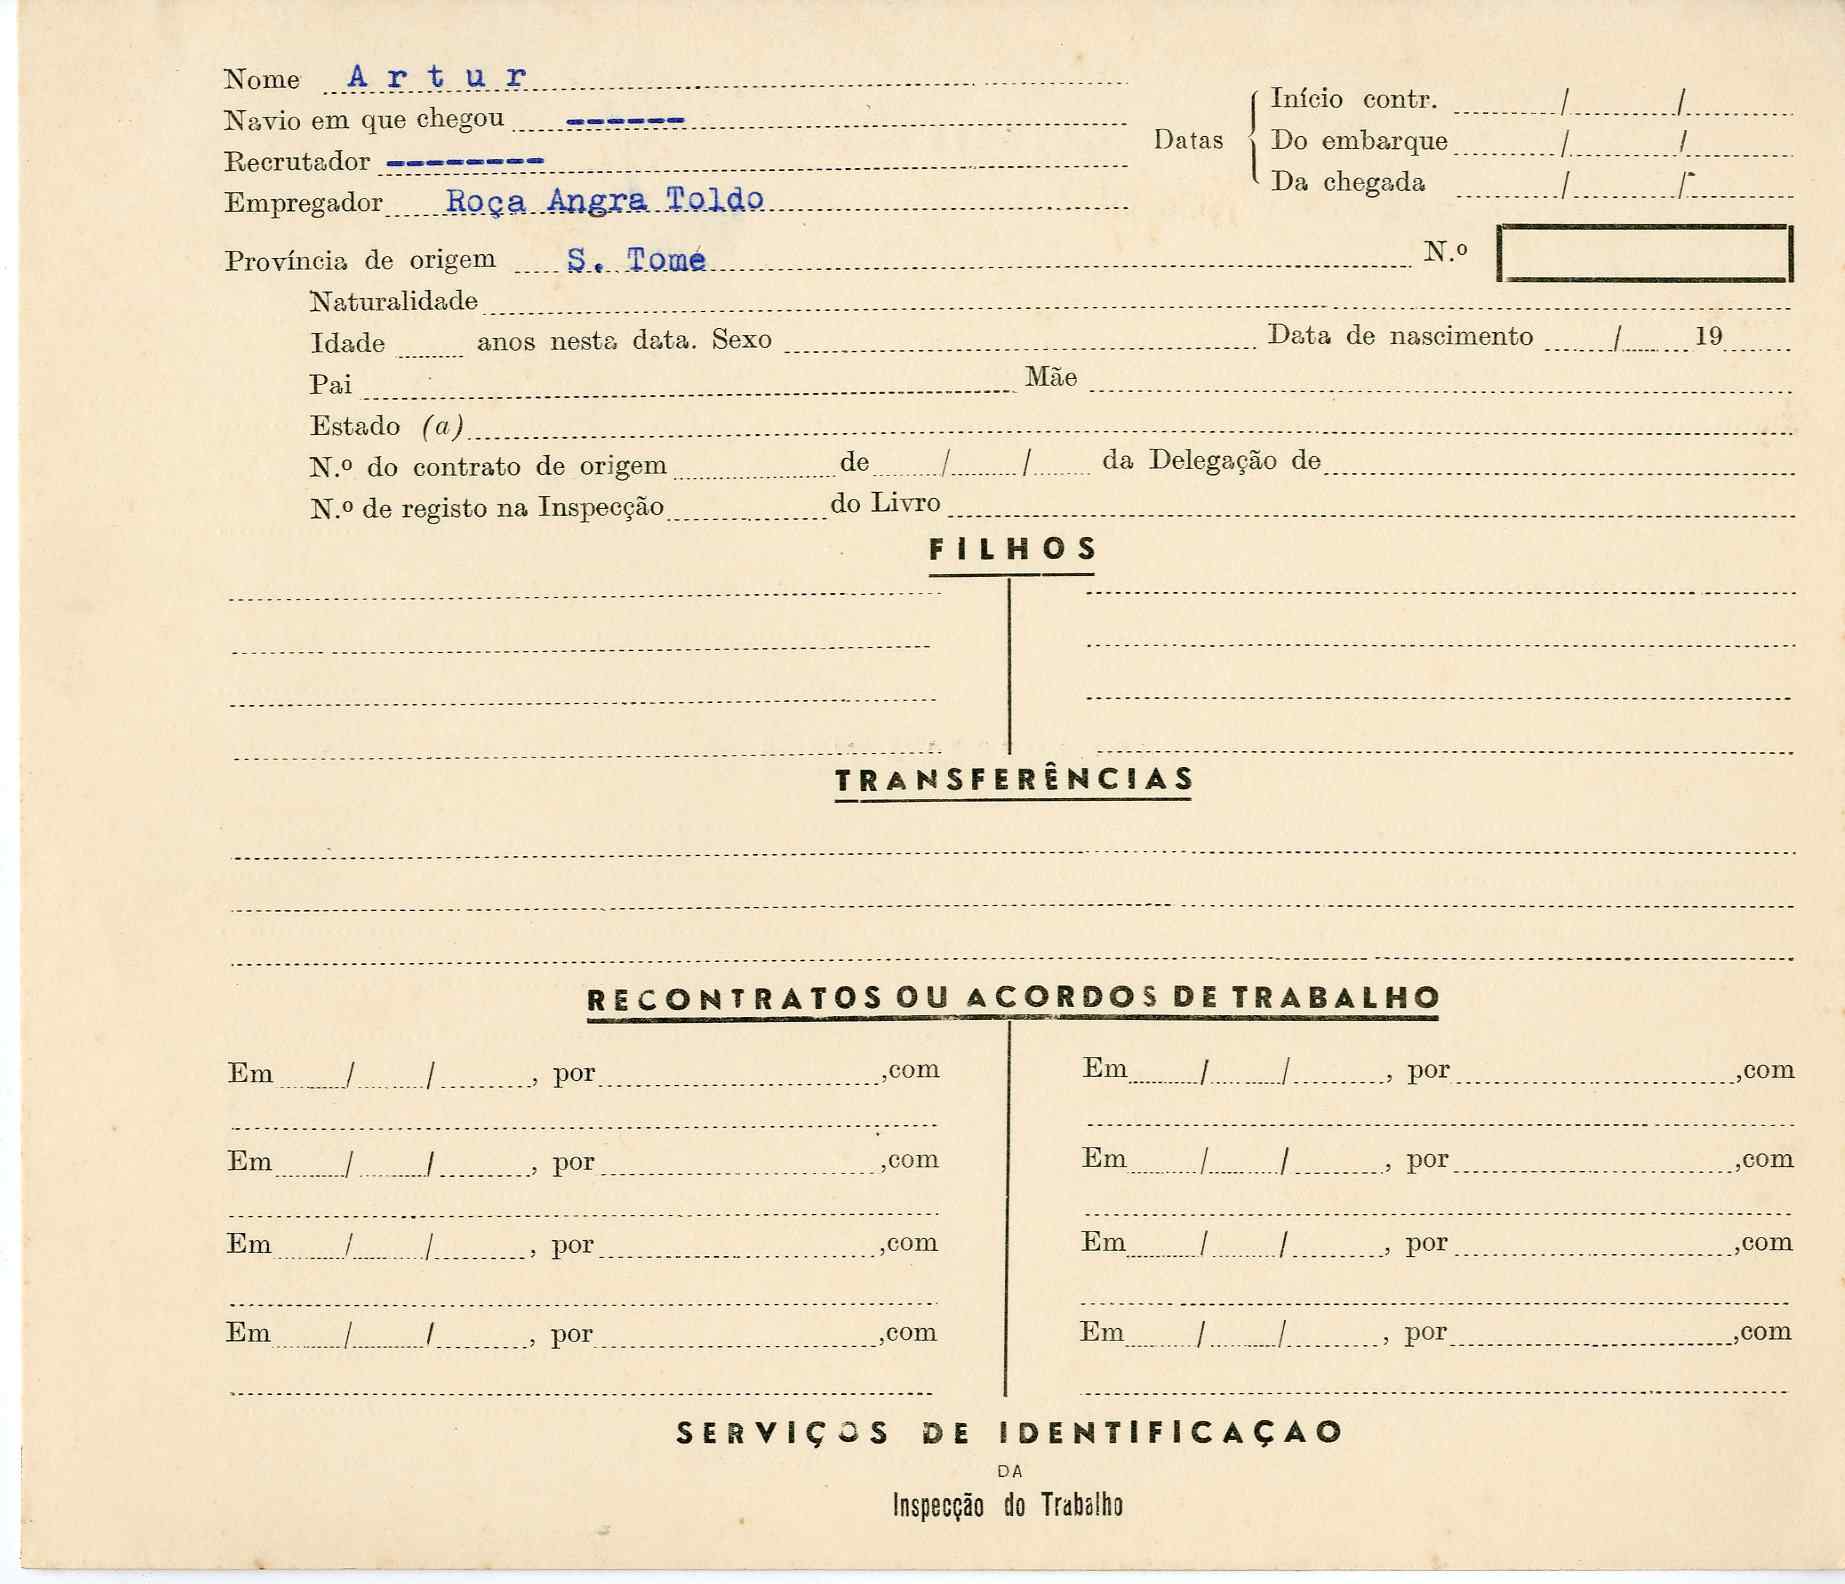 Nome A r t u r
Navio em que chegou ------
Recrutador --------
Empregador Roça Angra Toldo
Datas
Início contr. / /
Do embarque / /
Da chegada / /
Província de origem S. Tomé N.º
Naturalidade
Idade anos nesta data. Sexo Data de nascimento / 19
Pai Mãe
Estado (a)
N.º do contrato de origem de / / da Delegação de
N.º de registo na Inspecção do Livro
FILHOS
TRANSFERÊNCIAS
RECONTRATOS OU ACORDOS DE TRABALHO
Em / / , por ,com
Em / / , por ,com
Em / / , por ,com
Em / / , por ,com
Em / / , por ,com
Em / / , por ,com
Em / / , por ,com
Em / / , por ,com
SERVIÇOS DE IDENTIFICAÇAO
DA
Inspecção do Trabalho